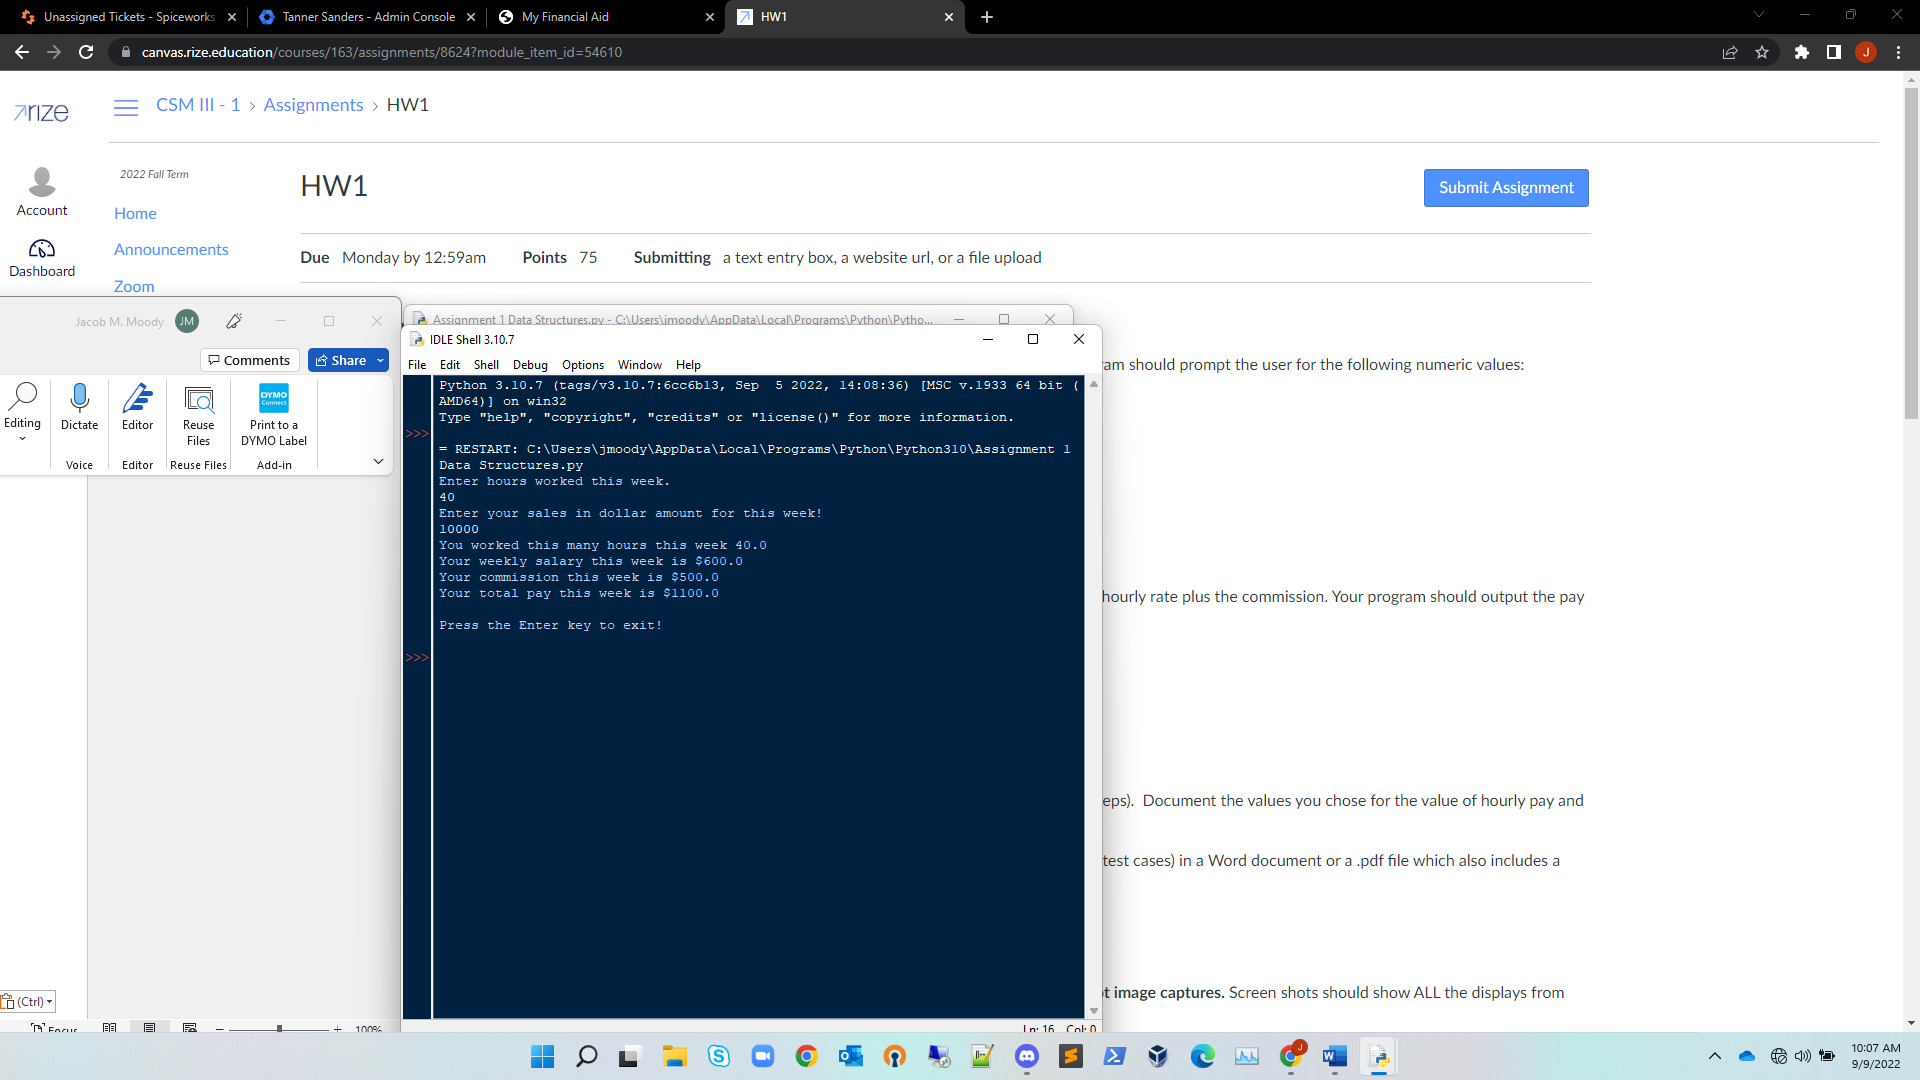 Unassigned Tickets - Spiceworks
Tanner Sanders - Admin Console
My Financial Aid
HW1
canvas.rize.education/courses/163/assignments/8624?module_item_id=54610
J
rize
CSM III - 1 > Assignments > HW1
2022 Fall Term
HW1
Submit Assignment
Account
Home
Announcements
Dashboard
Due Monday by 12:59am Points 75 Submitting a text entry box, a website url, or a file upload
Zoom
Jacob M. Moody JM
Assignment 1 Data Structures.py - C:\Users\jmoody\AppData\Local\Programs\Python\Pytho...
IDLE Shell 3.10.7
Comments
Share
File Edit Shell Debug Options Window Help
am should prompt the user for the following numeric values:
Editing
Dictate
Editor
Reuse Files
DYMO Connect
Print to a DYMO Label
Voice
Editor
Reuse Files
Add-in
Python 3.10.7 (tags/v3.10.7:6cc6b13, Sep  5 2022, 14:08:36) [MSC v.1933 64 bit (
AMD64)] on win32
Type "help", "copyright", "credits" or "license()" for more information.
>>>
= RESTART: C:\Users\jmoody\AppData\Local\Programs\Python\Python310\Assignment 1
Data Structures.py
Enter hours worked this week.
40
Enter your sales in dollar amount for this week!
10000
You worked this many hours this week 40.0
Your weekly salary this week is $600.0
Your commission this week is $500.0
Your total pay this week is $1100.0
Press the Enter key to exit!
>>>
hourly rate plus the commission. Your program should output the pay
eps). Document the values you chose for the value of hourly pay and
test cases) in a Word document or a .pdf file which also includes a
t image captures. Screen shots should show ALL the displays from
(Ctrl)
Focus
100%
Ln: 16 Col: 0
J
10:07 AM
9/9/2022